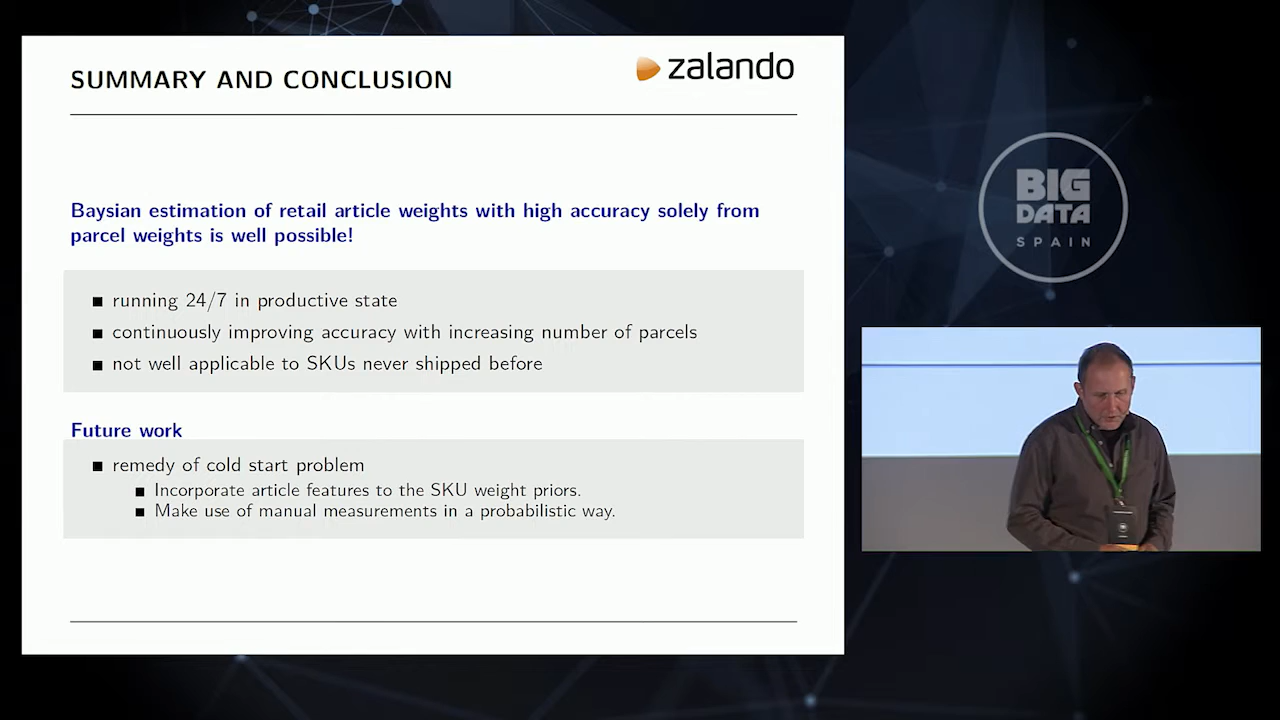 SUMMARY AND CONCLUSION
zalando
Baysian estimation of retail article weights with high accuracy solely from
parcel weights is well possible!
running 24/7 in productive state
continuously improving accuracy with increasing number of parcels
not well applicable to SKUs never shipped before
Future work
remedy of cold start problem
Incorporate article features to the SKU weight priors.
Make use of manual measurements in a probabilistic way.
BIG
DATA
SPAIN